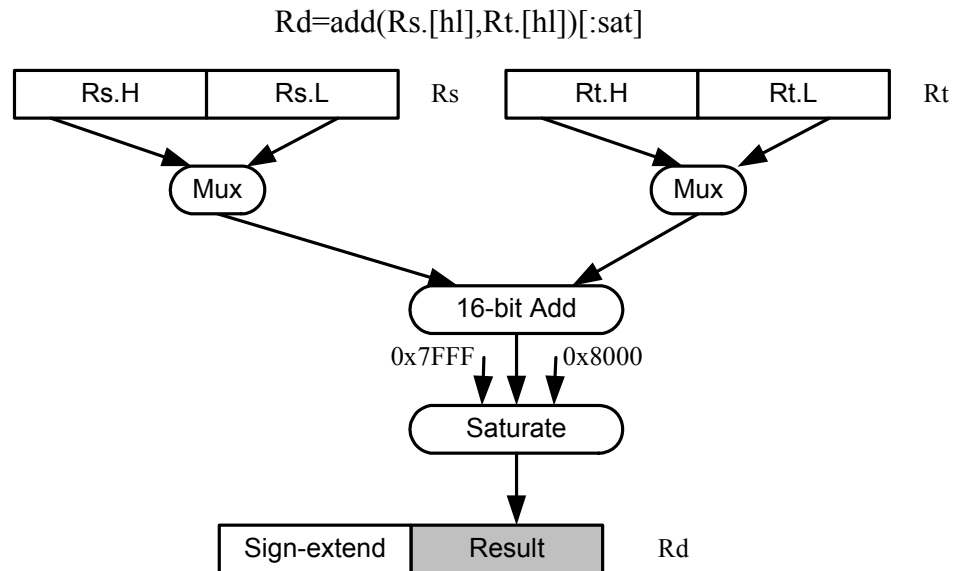 Rd=add(Rs.[hl],Rt.[hl])[:sat]
Rs.H Rs.L Rs Rt.H Rt.L Rt
Mux Mux
16-bit Add
0x7FFF 0x8000
Saturate
Sign-extend Result Rd